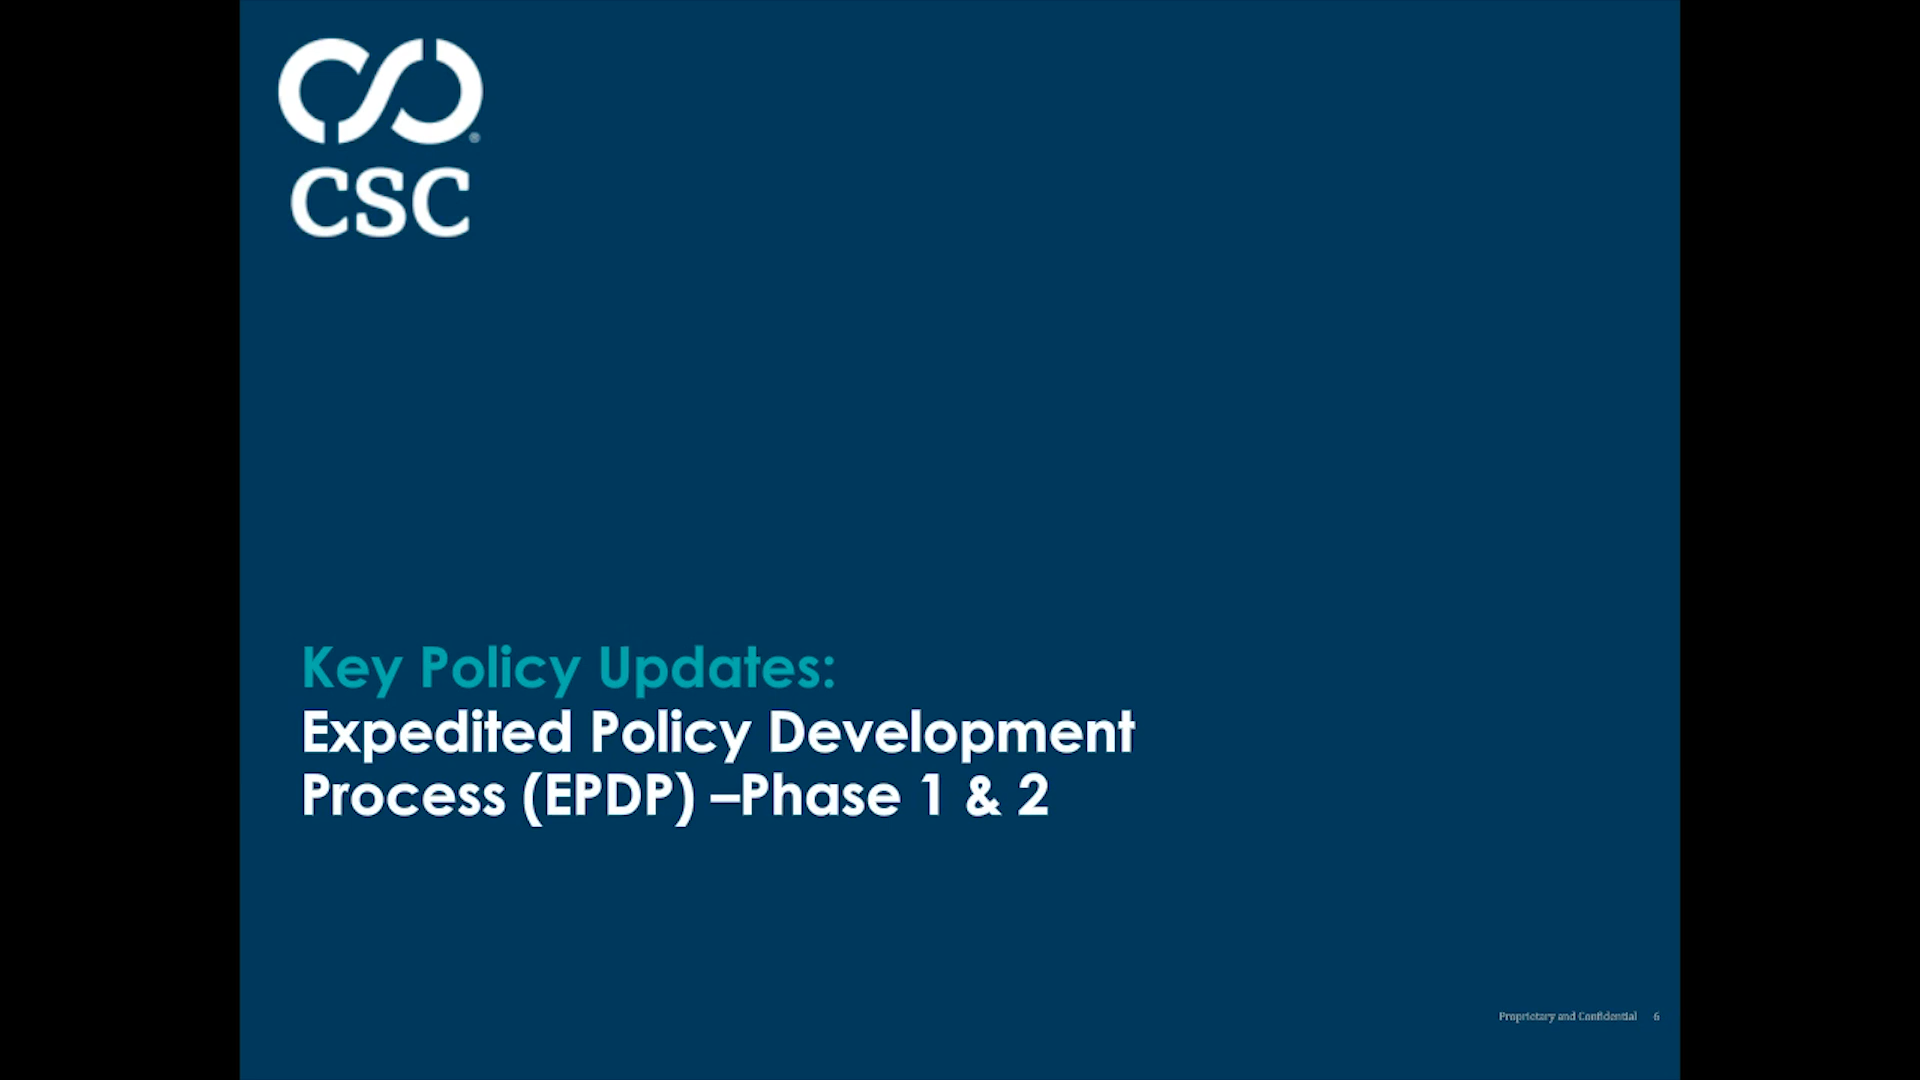 CSC
Key Policy Updates:
Expedited Policy Development
Process (EPDP) –Phase 1 & 2
Proprietary and Confidential 6